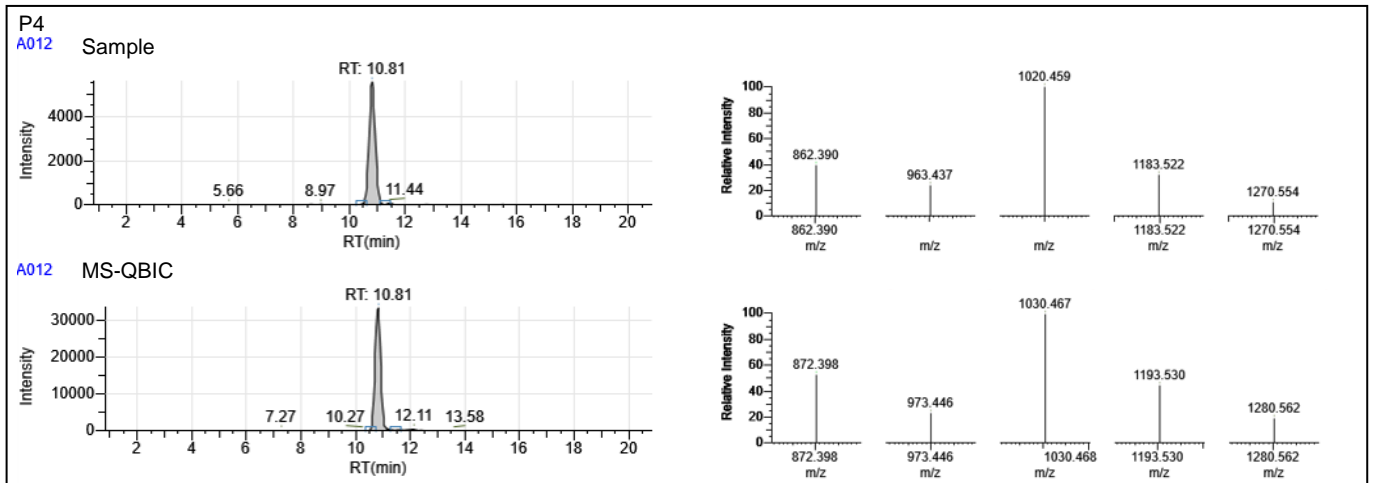 P4
A012 Sample
RT: 10.81
Intensity
4000
2000
0
5.66 8.97 11.44
2 4 6 8 10 12 14 16 18 20
RT(min)
Relative Intensity
100
80
60
40
20
0
862.390 963.437 1020.459 1183.522 1270.554
862.390 1183.522 1270.554
m/z m/z m/z m/z m/z
A012 MS-QBIC
RT: 10.81
Intensity
30000
20000
10000
0
7.27 10.27 12.11 13.58
2 4 6 8 10 12 14 16 18 20
RT(min)
Relative Intensity
100
80
60
40
20
0
872.398 973.446 1030.467 1193.530 1280.562
872.398 973.446 1030.468 1193.530 1280.562
m/z m/z m/z m/z m/z